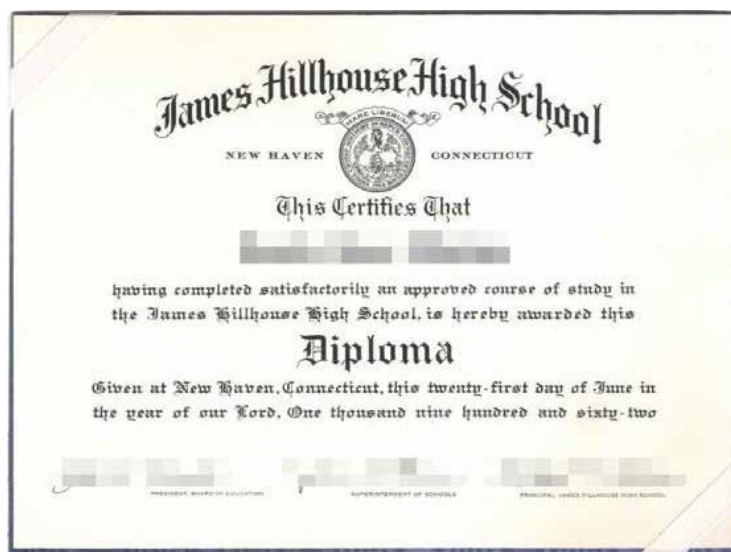 James Hillhouse High School
MARE LIBERUM
NEW HAVEN CONNECTICUT
This Certifies That
having completed satisfactorily an approved course of study in
the James Hillhouse High School, is hereby awarded this
Diploma
Given at New Haven, Connecticut, this twenty-first day of June in
the year of our Lord, One thousand nine hundred and sixty-two
PRESIDENT, BOARD OF EDUCATION SUPERINTENDENT OF SCHOOLS PRINCIPAL JAMES HILLHOUSE HIGH SCHOOL